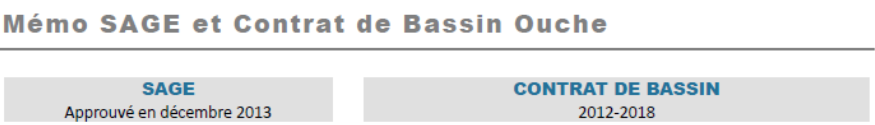 Mémo SAGE et Contrat de Bassin Ouche
SAGE
Approuvé en décembre 2013
CONTRAT DE BASSIN
2012-2018